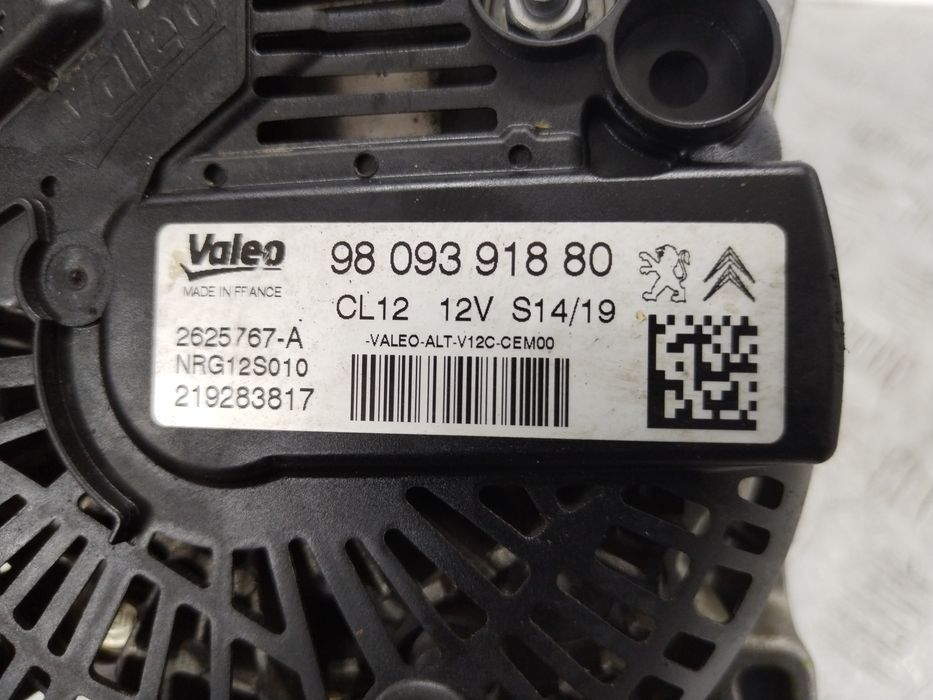 Valeo
Valeo
98 093 918 80
MADE IN FRANCE
CL12 12V S14/19
2625767-A
-VALEO-ALT-V12C-CEM00
NRG12S010
219283817